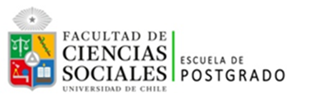 FACULTAD DE
CIENCIAS
SOCIALES
UNIVERSIDAD DE CHILE
ESCUELA DE
POSTGRADO